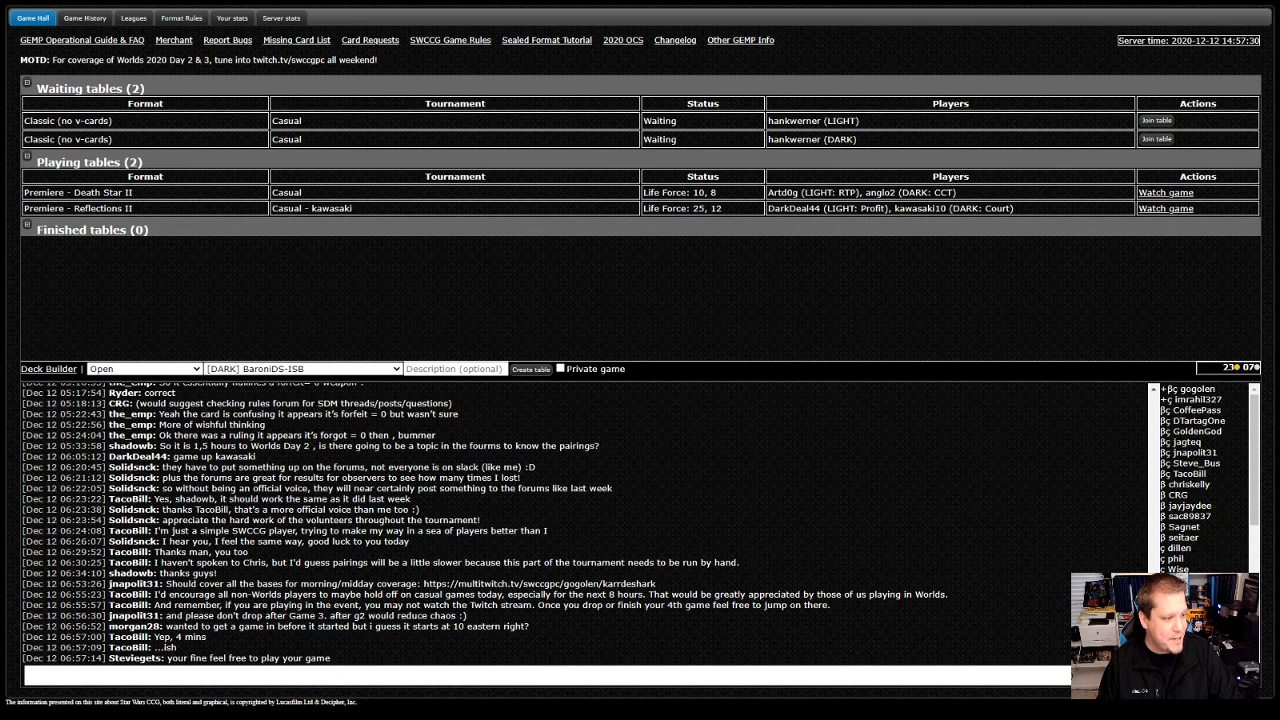 Game Hall Game History Leagues Format Rules Your stats Server stats
GEMP Operational Guide & FAQ Merchant Report Bugs Missing Card List Card Requests SWCCG Game Rules Sealed Format Tutorial 2020 OCS Changelog Other GEMP Info Server time: 2020-12-12 14:57:30
MOTD: For coverage of Worlds 2020 Day 2 & 3, tune into twitch.tv/swccgpc all weekend!
Waiting tables (2)
Format Tournament Status Players Actions
Classic (no v-cards) Casual Waiting hankwerner (LIGHT) Join table
Classic (no v-cards) Casual Waiting hankwerner (DARK) Join table
Playing tables (2)
Format Tournament Status Players Actions
Premiere - Death Star II Casual Life Force: 10, 8 Artd0g (LIGHT: RTP), anglo2 (DARK: CCT) Watch game
Premiere - Reflections II Casual - kawasaki Life Force: 25, 12 DarkDeal44 (LIGHT: Profit), kawasaki10 (DARK: Court) Watch game
Finished tables (0)
Deck Builder | Open [DARK] BaroniDS-ISB Description (optional) Create table Private game 23 07
[Dec 12 05:17:54) Ryder: correct
[Dec 12 05:18:13) CRG: (would suggest checking rules forum for SDM threads/posts/questions)
[Dec 12 05:22:43) the_emp: Yeah the card is confusing it appears it's forfeit = 0 but wasn't sure
[Dec 12 05:22:56] the_emp: More of wishful thinking
[Dec 12 05:24:04] the_emp: Ok there was a ruling it appears it's forgot = 0 then , bummer
[Dec 12 05:33:58] shadowb: So it is 1,5 hours to Worlds Day 2 , is there going to be a topic in the fourms to know the pairings?
[Dec 12 06:05:12] DarkDeal44: game up kawasaki
[Dec 12 06:20:45] Solidsnck: they have to put something up on the forums, not everyone is on slack (like me) :D
[Dec 12 06:21:12] Solidsnck: plus the forums are great for results for observers to see how many times I lost!
[Dec 12 06:22:05] Solidsnck: so without being an official voice, they will near certainly post something to the forums like last week
[Dec 12 06:23:22] TacoBill: Yes, shadowb, it should work the same as it did last week
[Dec 12 06:23:38] Solidsnck: thanks TacoBill, that's a more official voice than me too :)
[Dec 12 06:23:54] Solidsnck: appreciate the hard work of the volunteers throughout the tournament!
[Dec 12 06:24:08] TacoBill: I'm just a simple SWCCG player, trying to make my way in a sea of players better than I
[Dec 12 06:26:07] Solidsnck: I hear you, I feel the same way, good luck to you today
[Dec 12 06:29:52] TacoBill: Thanks man, you too
[Dec 12 06:30:25] TacoBill: I haven't spoken to Chris, but I'd guess pairings will be a little slower because this part of the tournament needs to be run by hand.
[Dec 12 06:34:10] shadowb: thanks guys!
[Dec 12 06:53:26] jnapolit31: Should cover all the bases for morning/midday coverage: https://multitwitch.tv/swccgpc/gogolen/karrdeshark
[Dec 12 06:55:23] TacoBill: I'd encourage all non-Worlds players to maybe hold off on casual games today, especially for the next 8 hours. That would be greatly appreciated by those of us playing in Worlds.
[Dec 12 06:55:57] TacoBill: And remember, if you are playing in the event, you may not watch the Twitch stream. Once you drop or finish your 4th game feel free to jump on there.
[Dec 12 06:56:30] jnapolit31: and please don't drop after Game 3. after g2 would reduce chaos :)
[Dec 12 06:56:52] morgan28: wanted to get a game in before it started but i guess it starts at 10 eastern right?
[Dec 12 06:57:00] TacoBill: Yep, 4 mins
[Dec 12 06:57:09] TacoBill: ...ish
[Dec 12 06:57:14] Steviegets: your fine feel free to play your game
+βç gogolen
+ç imrahil327
βç CoffeePass
βç DTartagOne
βç GoldenGod
βç jagteq
βç jnapolit31
βç Steve_Bus
βç TacoBill
β chriskelly
β CRG
β jayjaydee
β sac89837
β Sagnet
β seitaer
ç dillen
ç phil
ç Wise
The information presented on this site about Star Wars CCG, both literal and graphical, is copyrighted by Lucasfilm Ltd & Decipher, Inc.